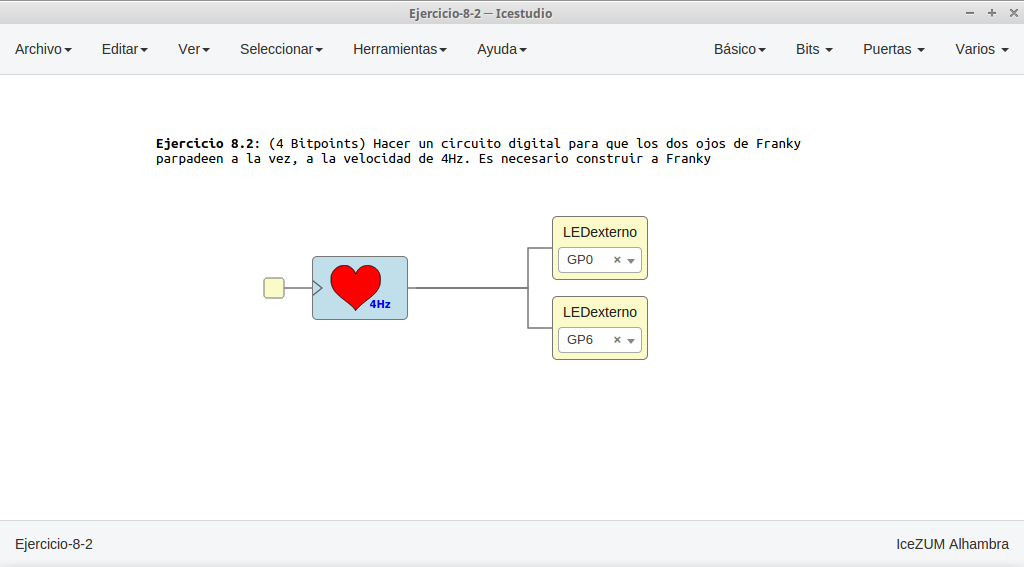 Ejercicio-8-2 — Icestudio
Archivo Editar Ver Seleccionar Herramientas Ayuda Básico Bits Puertas Varios
Ejercicio 8.2: (4 Bitpoints) Hacer un circuito digital para que los dos ojos de Franky
parpadeen a la vez, a la velocidad de 4Hz. Es necesario construir a Franky
LEDexterno
GP0
4Hz
LEDexterno
GP6
Ejercicio-8-2 IceZUM Alhambra